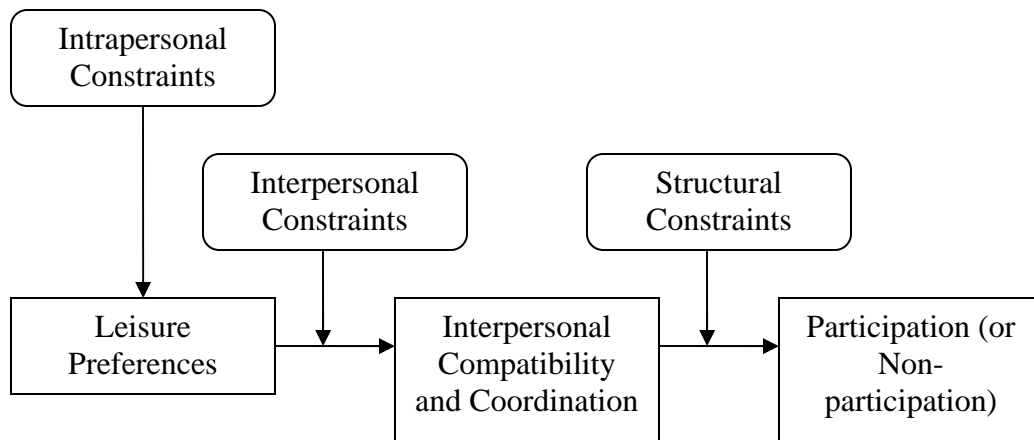 Intrapersonal
Constraints
Interpersonal
Constraints
Structural
Constraints
Leisure
Preferences
Interpersonal
Compatibility
and Coordination
Participation (or
Non-
participation)